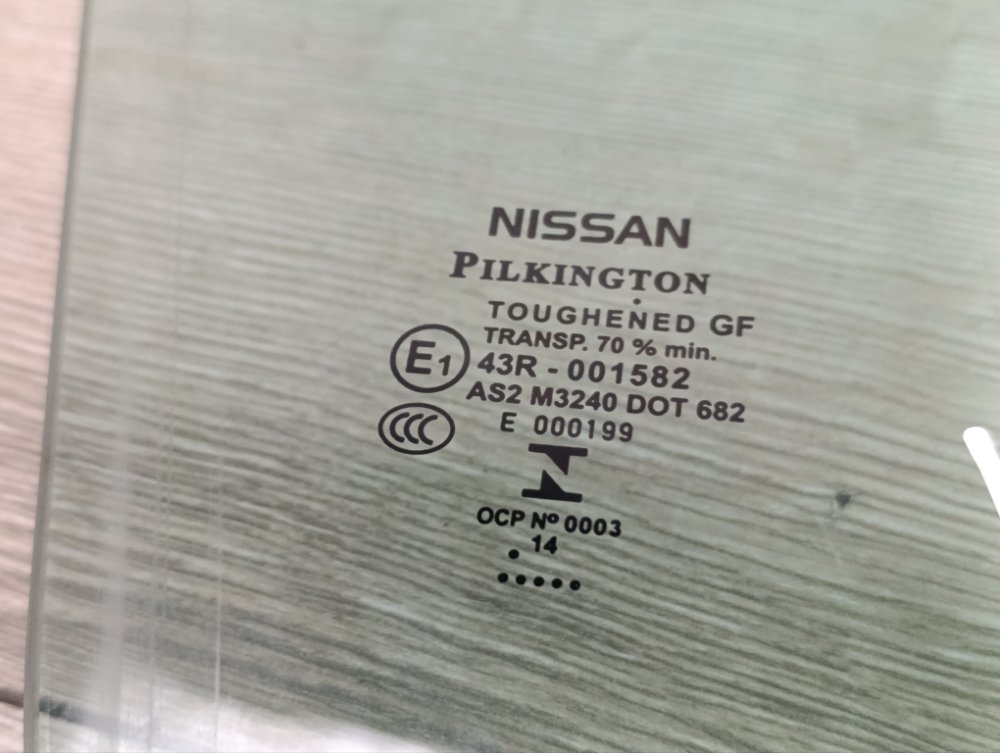 NISSAN
PILKINGTON
TOUGHENED GF
TRANSP. 70 % min.
E1 43R - 001582
AS2 M3240 DOT 682
CCC
E 000199
OCP Nº 0003
14